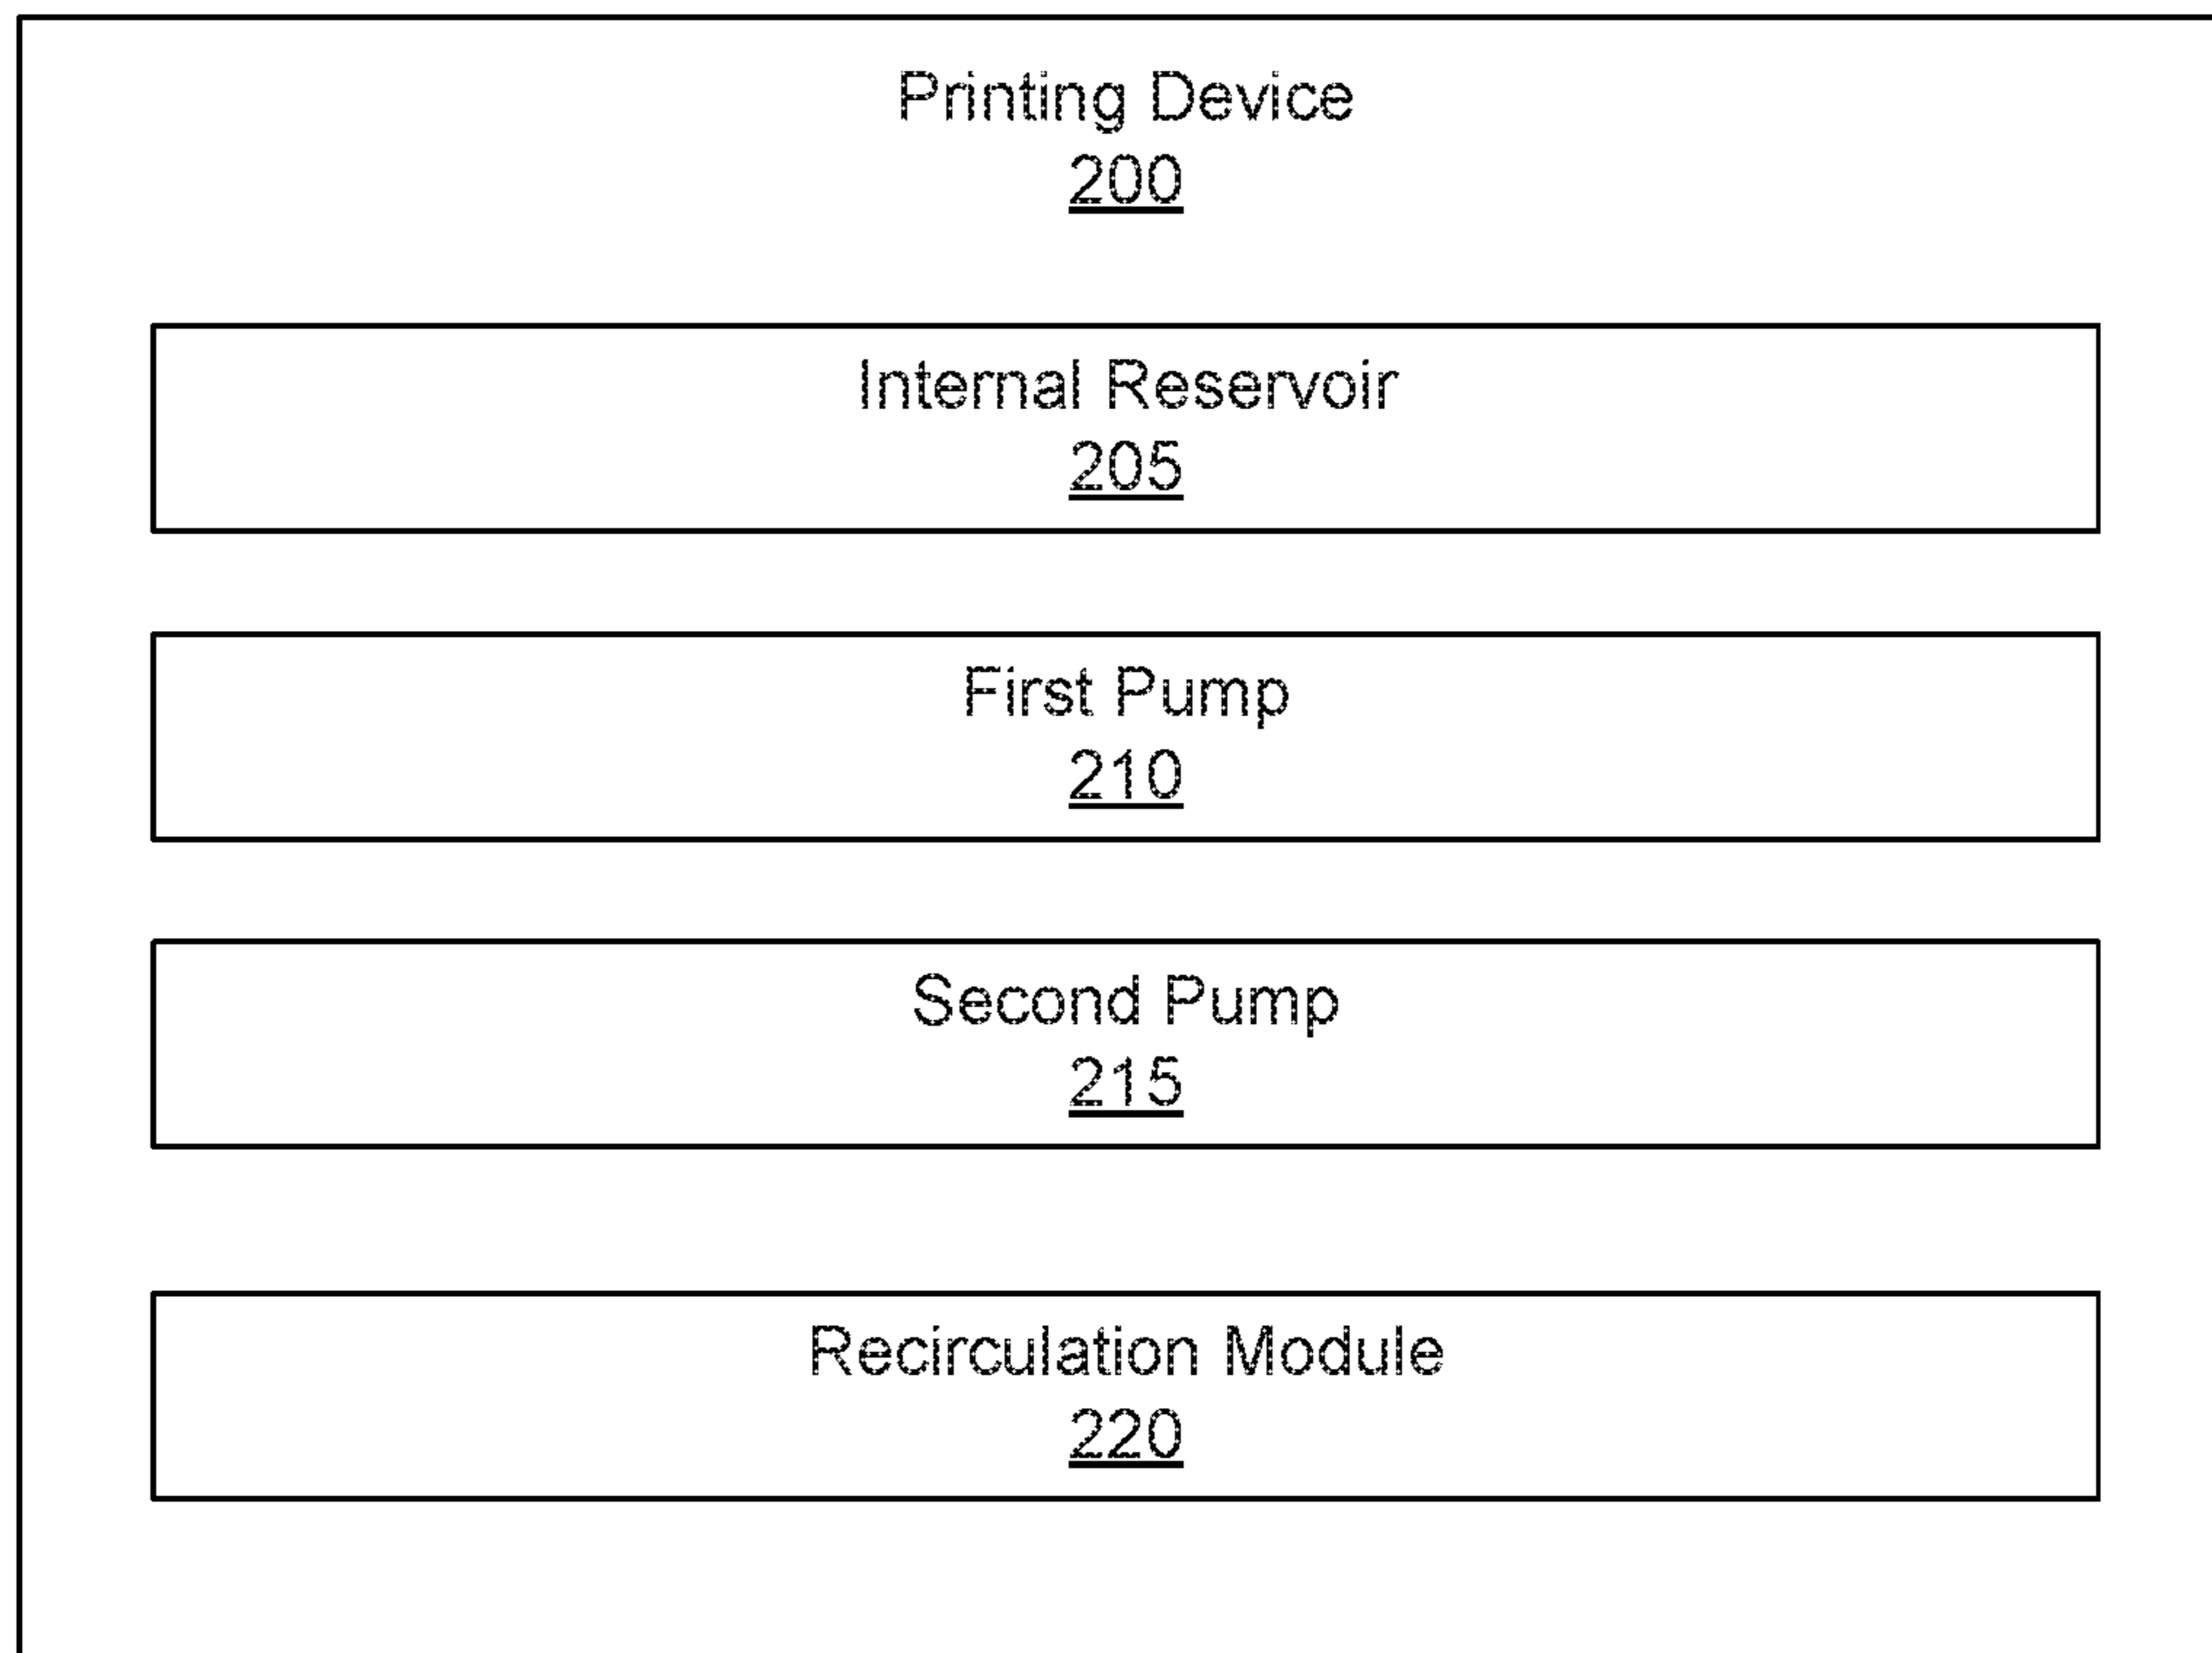 Printing Device
200
Internal Reservoir
205
First Pump
210
Second Pump
215
Recirculation Module
220